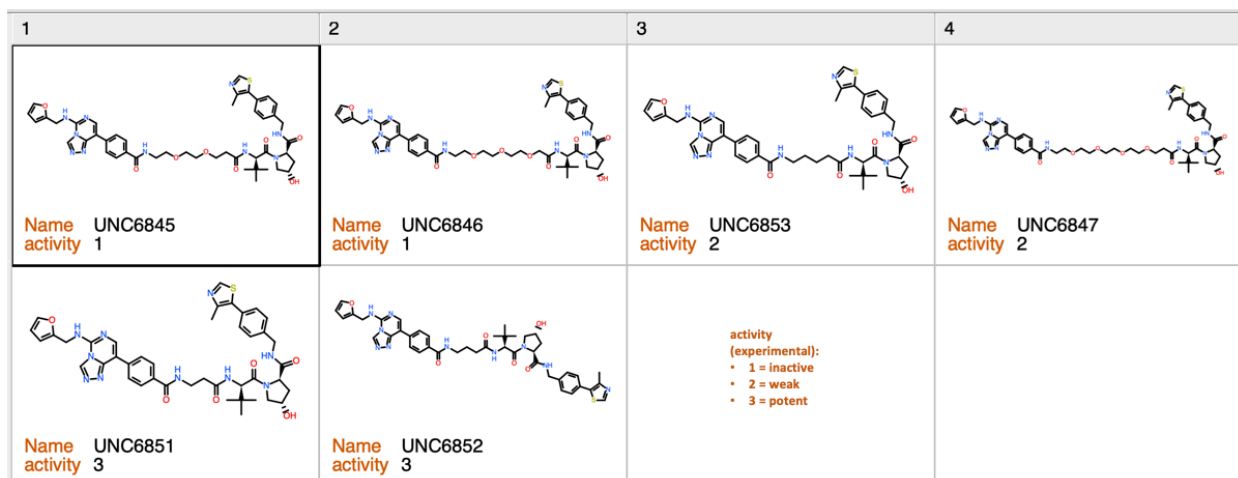 1 2 3 4
Name UNC6845
activity 1
Name UNC6846
activity 1
Name UNC6853
activity 2
Name UNC6847
activity 2
Name UNC6851
activity 3
Name UNC6852
activity 3
activity
(experimental):
• 1 = inactive
• 2 = weak
• 3 = potent